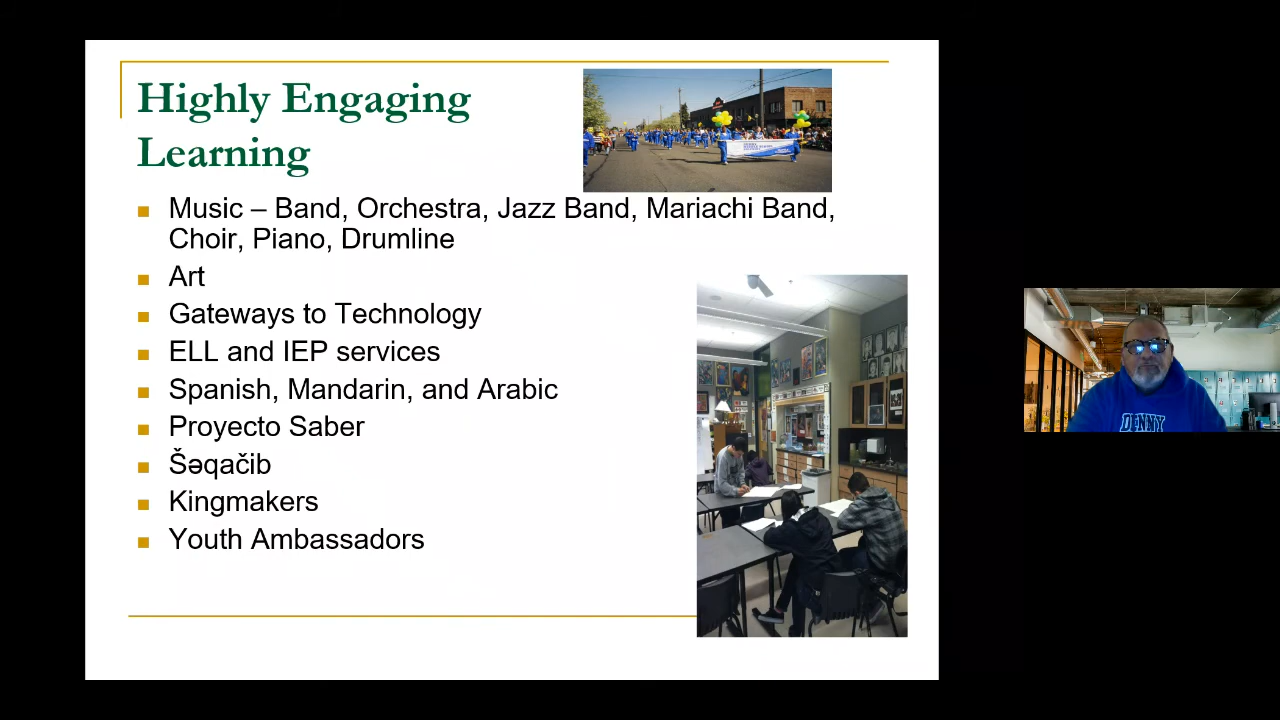 Highly Engaging
Learning
Music – Band, Orchestra, Jazz Band, Mariachi Band,
Choir, Piano, Drumline
Art
Gateways to Technology
ELL and IEP services
Spanish, Mandarin, and Arabic
Proyecto Saber
Šəqačib
Kingmakers
Youth Ambassadors
DENNY